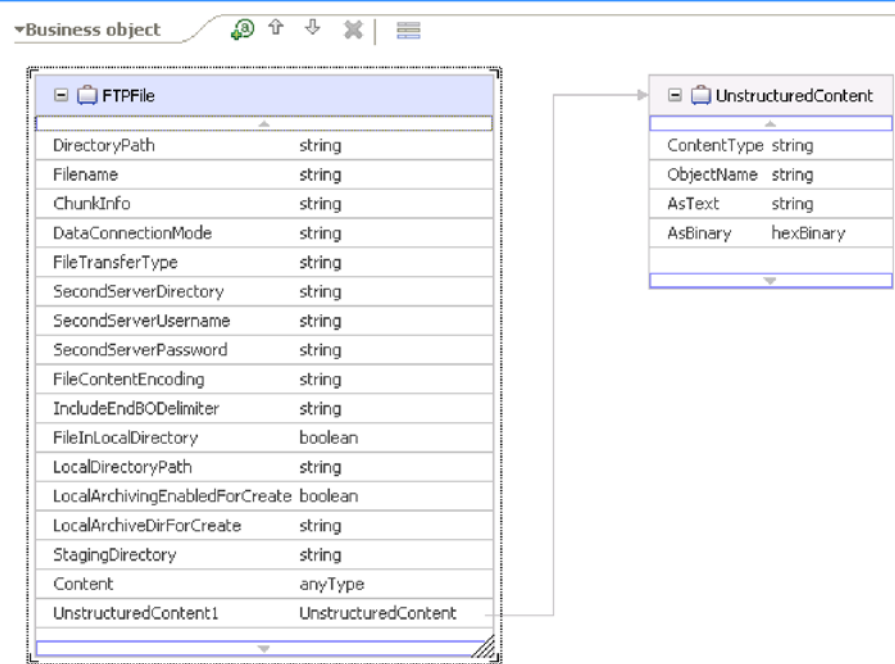 Business object
FTPFile
DirectoryPath string
Filename string
ChunkInfo string
DataConnectionMode string
FileTransferType string
SecondServerDirectory string
SecondServerUsername string
SecondServerPassword string
FileContentEncoding string
IncludeEndBODelimiter string
FileInLocalDirectory boolean
LocalDirectoryPath string
LocalArchivingEnabledForCreate boolean
LocalArchiveDirForCreate string
StagingDirectory string
Content anyType
UnstructuredContent1 UnstructuredContent
UnstructuredContent
ContentType string
ObjectName string
AsText string
AsBinary hexBinary